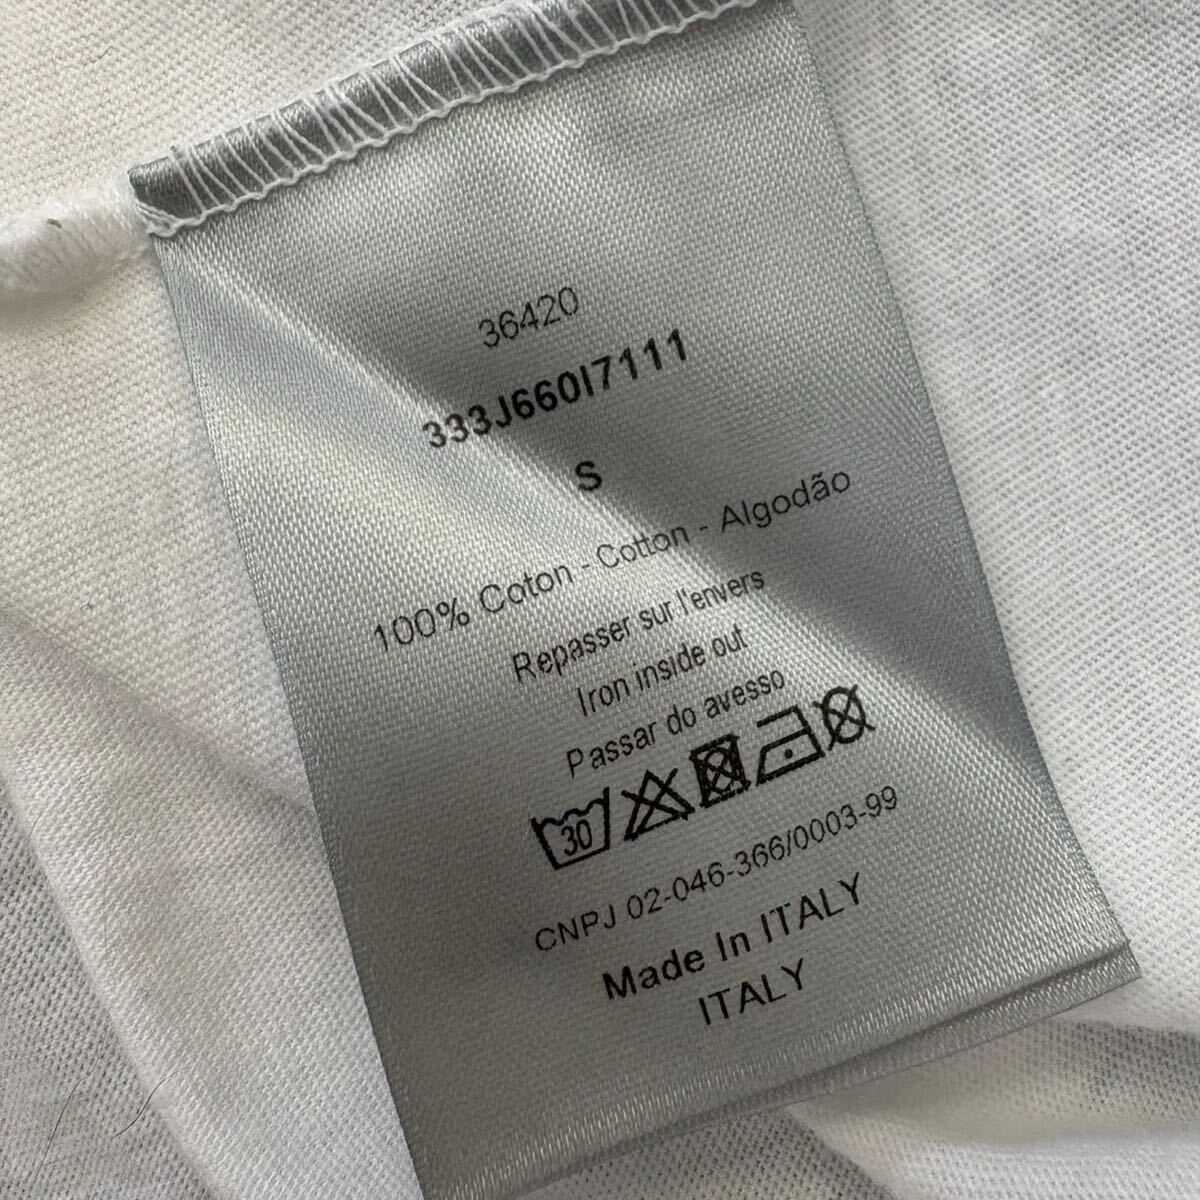 36420
333J660I7111
S
100% Coton - Cotton - Algodão
Repasser sur l'envers
Iron inside out
Passar do avesso
30
CNPJ 02-046-366/0003-99
Made In ITALY
ITALY